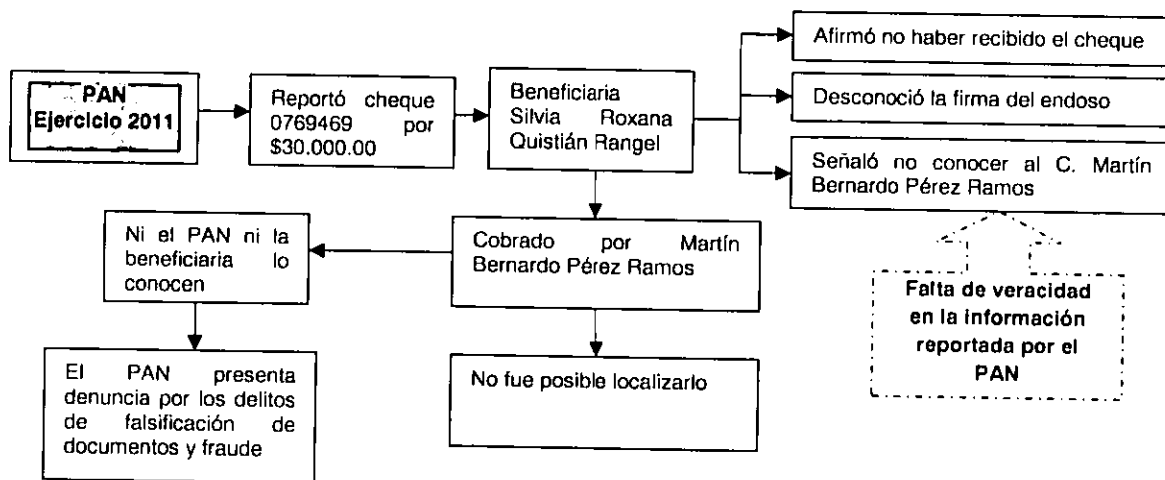 PAN
Ejercicio 2011
Reportó cheque
0769469 por
$30.000.00
Beneficiaria
Silvia Roxana
Quistián Rangel
Afirmó no haber recibido el cheque
Desconoció la firma del endoso
Señaló no conocer al C. Martín
Bernardo Pérez Ramos
Ni el PAN ni la
beneficiaria lo
conocen
Cobrado por Martín
Bernardo Pérez Ramos
Falta de veracidad
en la información
reportada por el
PAN
El PAN presenta
denuncia por los delitos
de falsificación de
documentos y fraude
No fue posible localizarlo